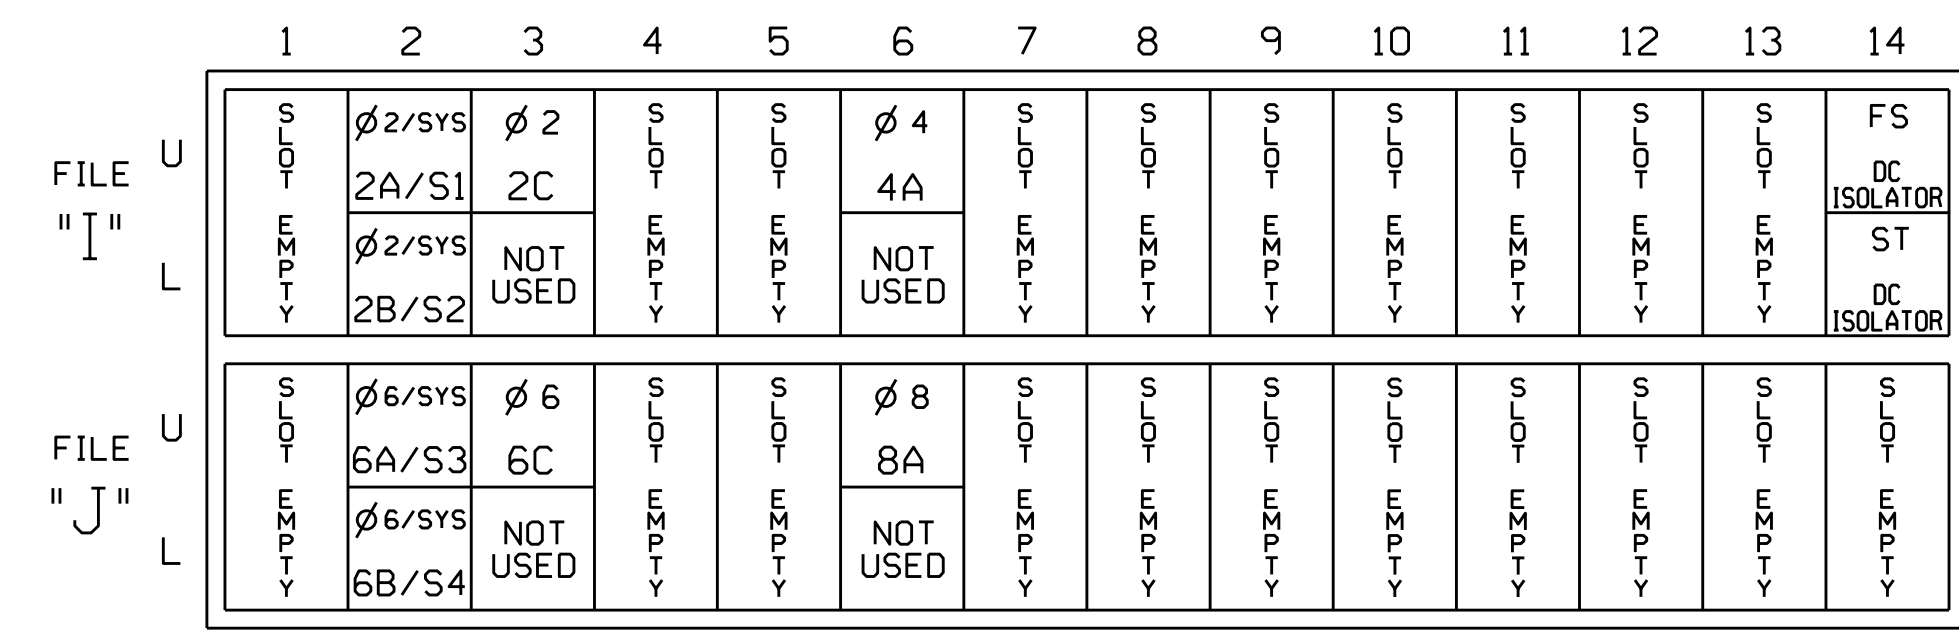 1 2 3 4 5 6 7 8 9 10 11 12 13 14
FILE "I"
U
L
SLOT EMPTY
Ø2/SYS
2A/S1
Ø2/SYS
2B/S2
Ø 2
2C
NOT
USED
SLOT EMPTY
SLOT EMPTY
Ø 4
4A
NOT
USED
SLOT EMPTY
SLOT EMPTY
SLOT EMPTY
SLOT EMPTY
SLOT EMPTY
SLOT EMPTY
SLOT EMPTY
FS
DC
ISOLATOR
ST
DC
ISOLATOR
FILE "J"
U
L
SLOT EMPTY
Ø6/SYS
6A/S3
Ø6/SYS
6B/S4
Ø 6
6C
NOT
USED
SLOT EMPTY
SLOT EMPTY
Ø 8
8A
NOT
USED
SLOT EMPTY
SLOT EMPTY
SLOT EMPTY
SLOT EMPTY
SLOT EMPTY
SLOT EMPTY
SLOT EMPTY
SLOT EMPTY